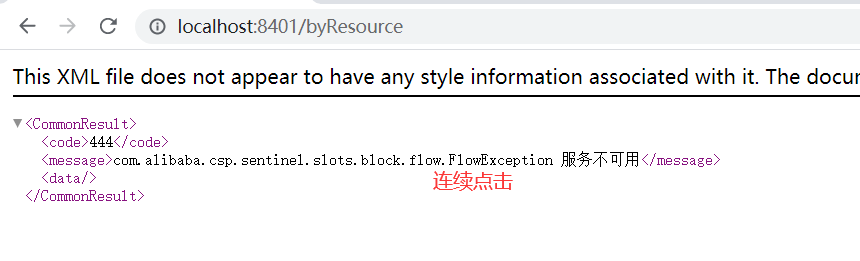 localhost:8401/byResource
This XML file does not appear to have any style information associated with it. The docu
<CommonResult>
<code>444</code>
<message>com.alibaba.csp.sentinel.slots.block.flow.FlowException 服务不可用</message>
<data/>
连续点击
</CommonResult>